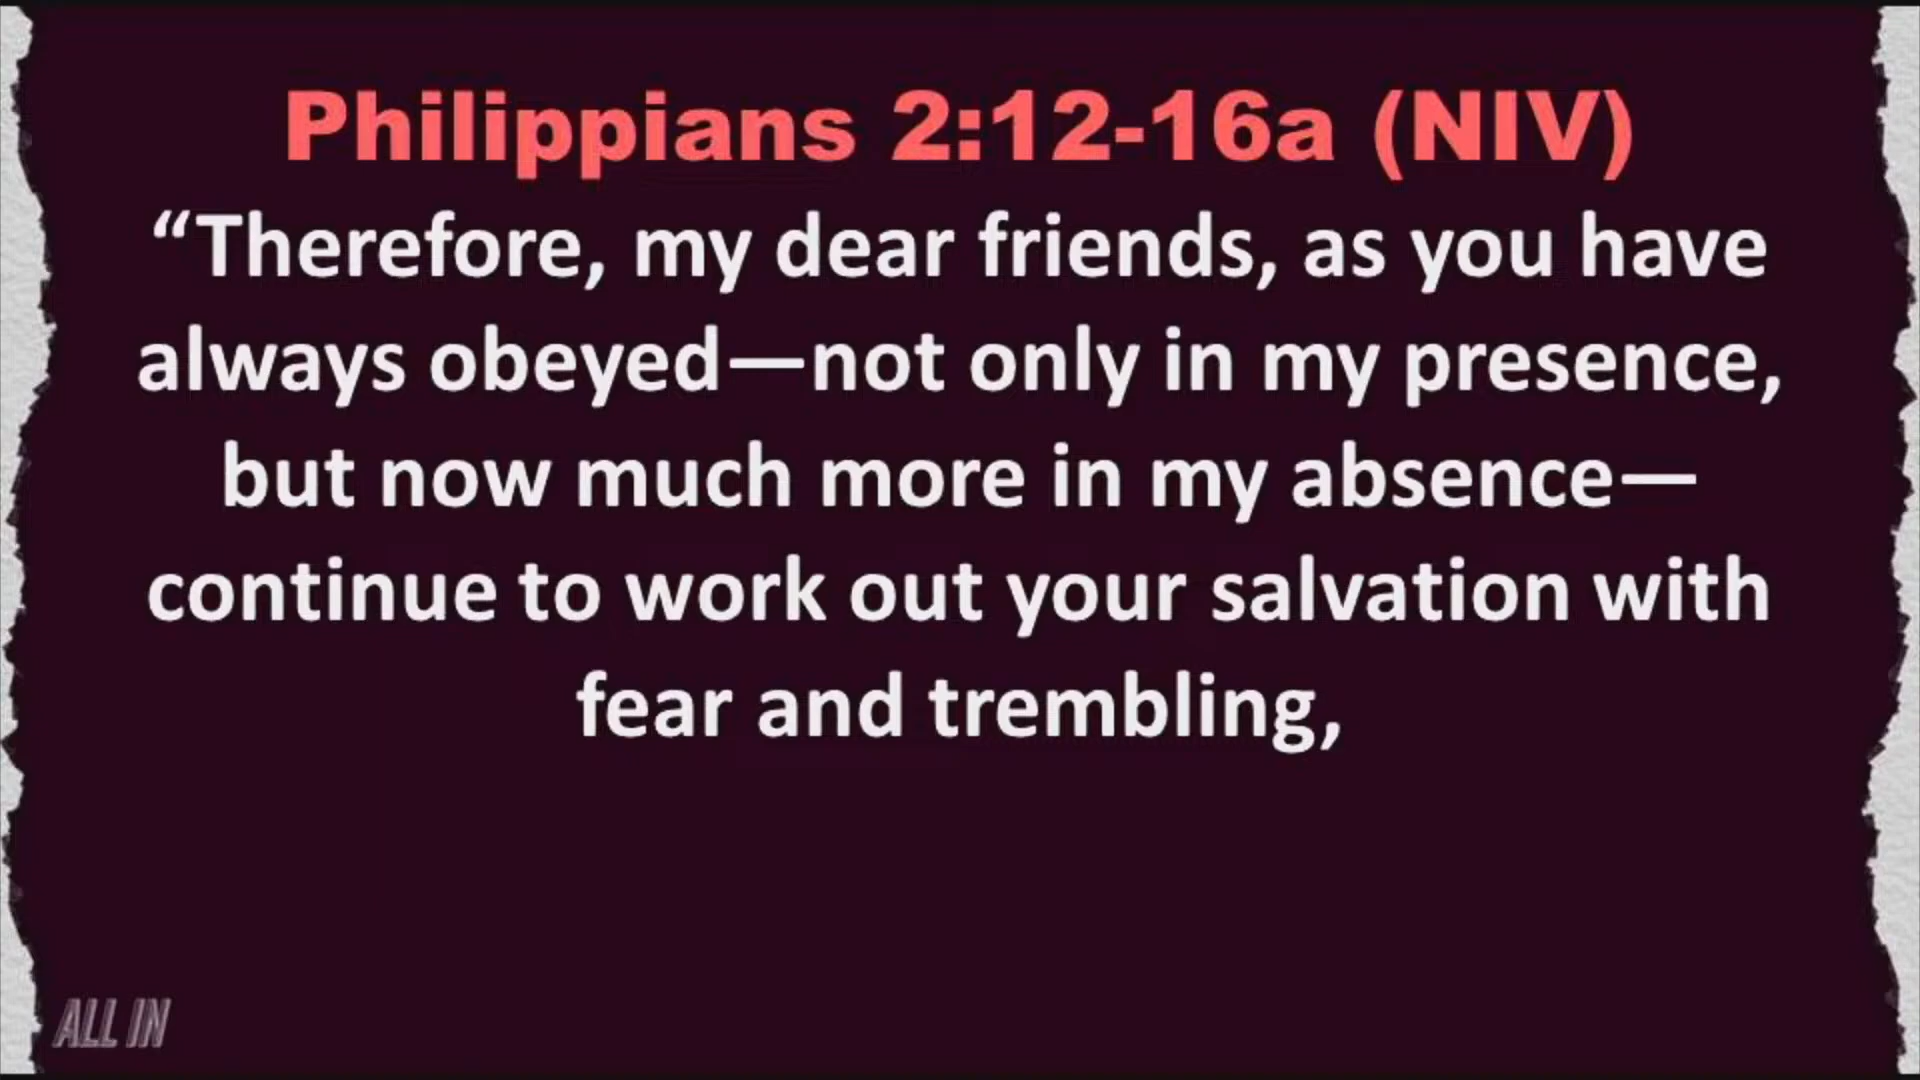 Philippians 2:12-16a (NIV)
“Therefore, my dear friends, as you have
always obeyed—not only in my presence,
but now much more in my absence—
continue to work out your salvation with
fear and trembling,
ALL IN